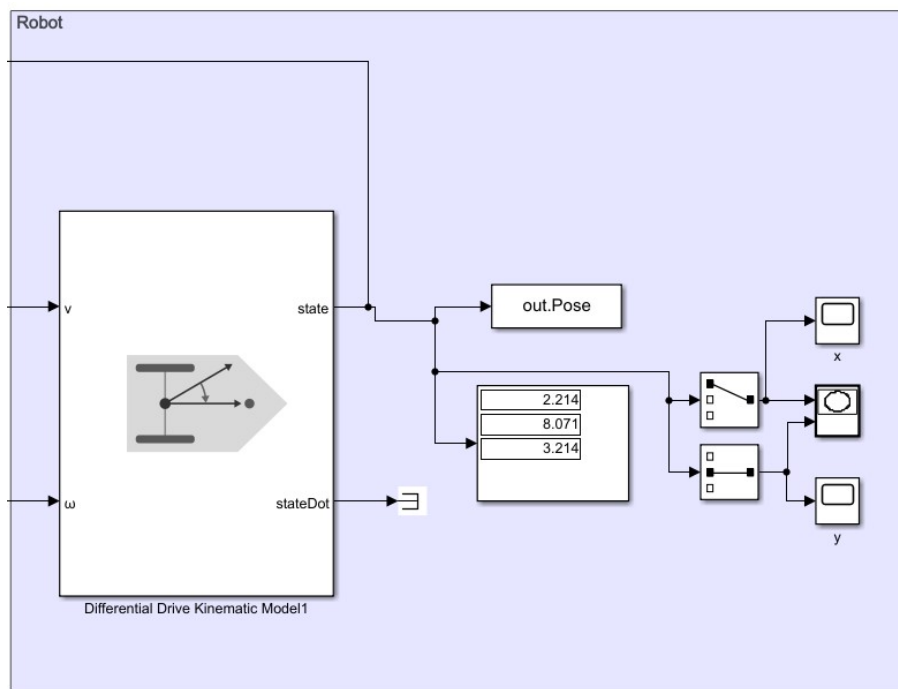 Robot
v
state
out.Pose
x
2.214
8.071
3.214
ω
stateDot
y
Differential Drive Kinematic Model1